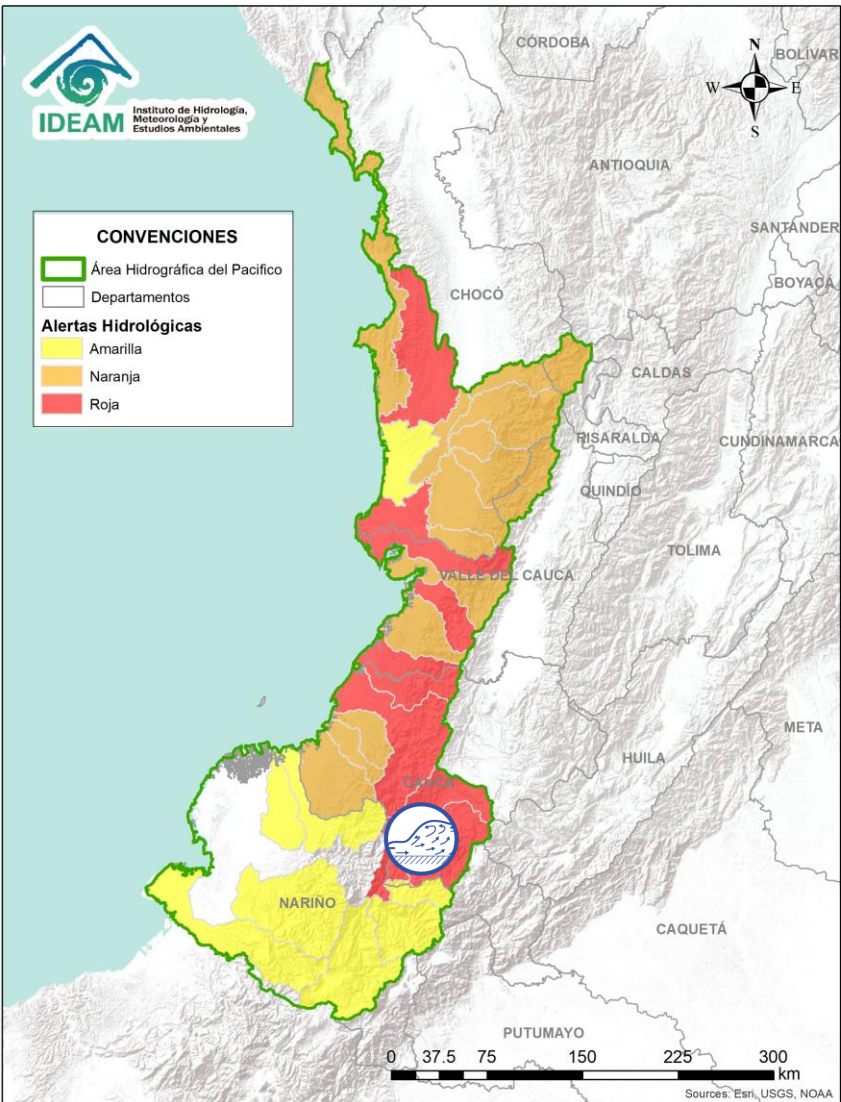 IDEAM
Instituto de Hidrología,
Meteorología y
Estudios Ambientales
N
W E
S
CÓRDOBA
BOLÍVAR
ANTIOQUIA
SANTANDER
BOYACÁ
CONVENCIONES
Área Hidrográfica del Pacifico
Departamentos
Alertas Hidrológicas
Amarilla
Naranja
Roja
CHOCÓ
CALDAS
RISARALDA
CUNDINAMARCA
QUINDÍO
TOLIMA
VALLE DEL CAUCA
META
HUILA
CAUCA
NARIÑO
CAQUETÁ
PUTUMAYO
0 37.5 75 150 225 300
km
Sources: Esri, USGS, NOAA